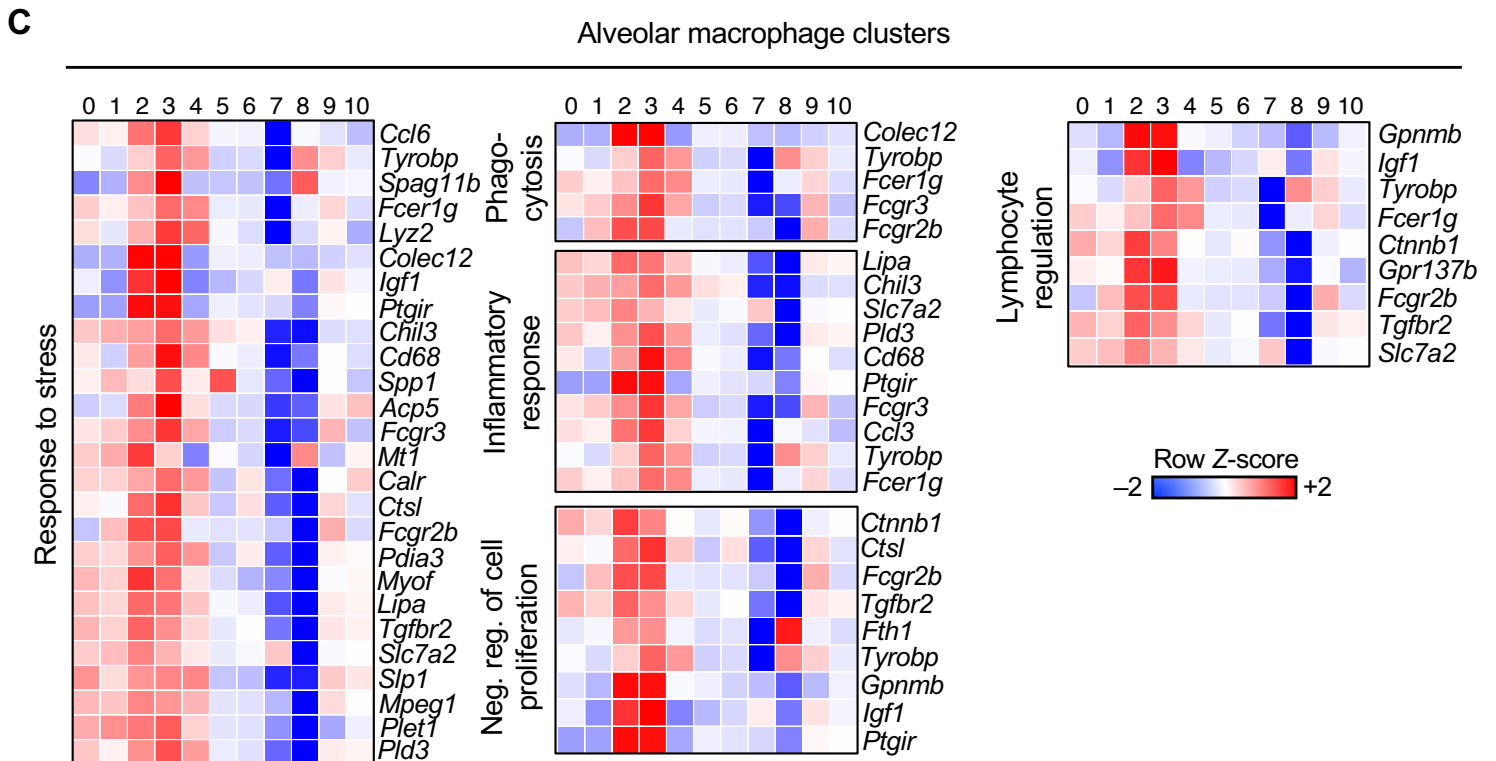 C
Alveolar macrophage clusters
0 1 2 3 4 5 6 7 8 9 10
Response to stress
Ccl6
Tyrobp
Spag11b
Fcer1g
Lyz2
Colec12
Igf1
Ptgir
Chil3
Cd68
Spp1
Acp5
Fcgr3
Mt1
Calr
Ctsl
Fcgr2b
Pdia3
Myof
Lipa
Tgfbr2
Slc7a2
Slp1
Mpeg1
Plet1
Pld3
0 1 2 3 4 5 6 7 8 9 10
Phago-
cytosis
Colec12
Tyrobp
Fcer1g
Fcgr3
Fcgr2b
Inflammatory
response
Lipa
Chil3
Slc7a2
Pld3
Cd68
Ptgir
Fcgr3
Ccl3
Tyrobp
Fcer1g
Neg. reg. of cell
proliferation
Ctnnb1
Ctsl
Fcgr2b
Tgfbr2
Fth1
Tyrobp
Gpnmb
Igf1
Ptgir
0 1 2 3 4 5 6 7 8 9 10
Lymphocyte
regulation
Gpnmb
Igf1
Tyrobp
Fcer1g
Ctnnb1
Gpr137b
Fcgr2b
Tgfbr2
Slc7a2
Row Z-score
–2 +2